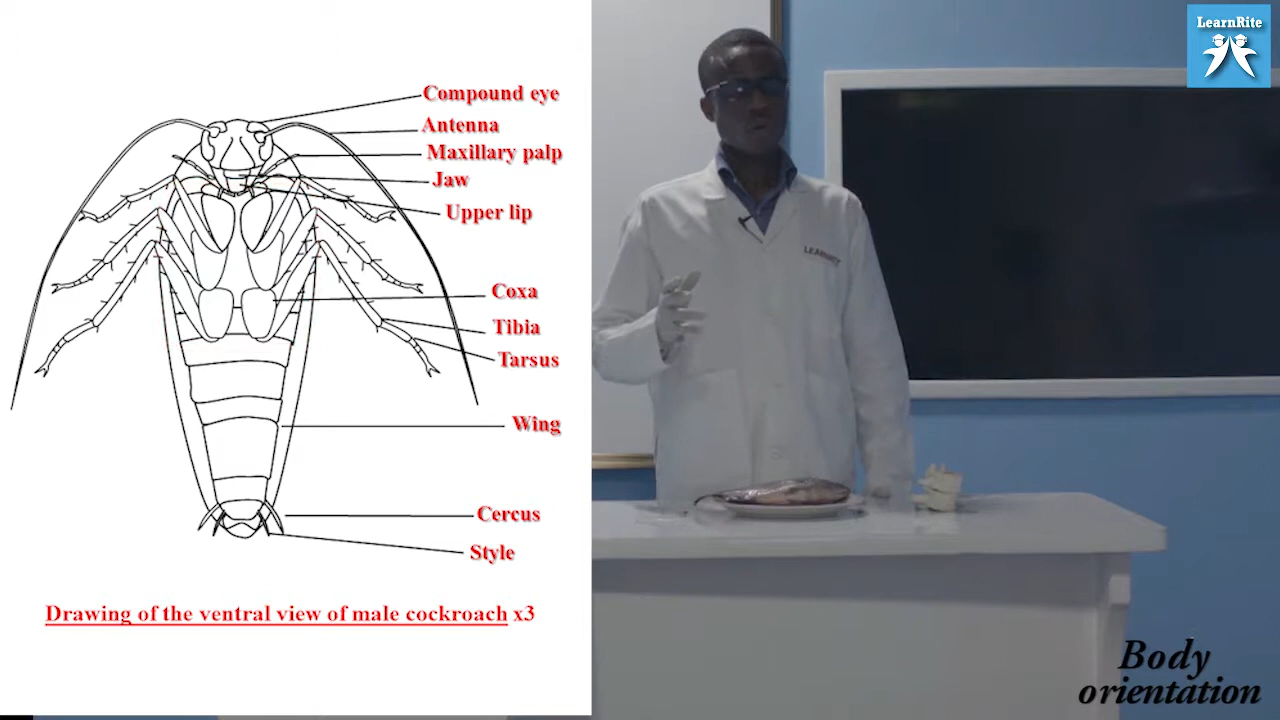 Compound eye
Antenna
Maxillary palp
Jaw
Upper lip
Coxa
Tibia
Tarsus
Wing
Cercus
Style
Drawing of the ventral view of male cockroach x3
LearnRite
LEARNRITE
Body
orientation